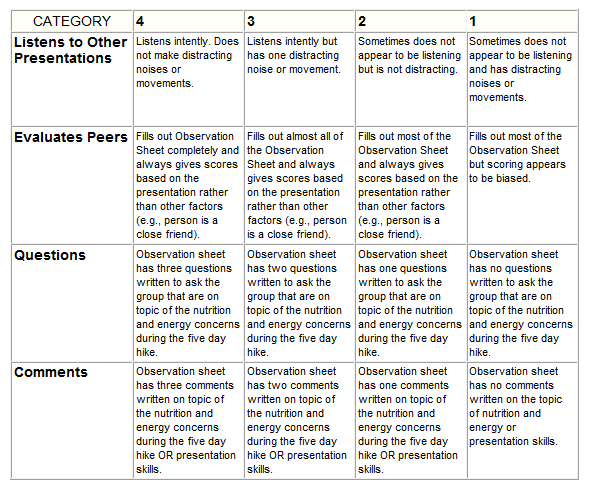 CATEGORY 4 3 2 1
Listens to Other Presentations
Listens intently. Does
not make distracting
noises or
movements.
Listens intently but
has one distracting
noise or movement.
Sometimes does not
appear to be listening
but is not distracting.
Sometimes does not
appear to be listening
and has distracting
noises or
movements.
Evaluates Peers
Fills out Observation
Sheet completely and
always gives scores
based on the
presentation rather
than other factors
(e.g., person is a
close friend).
Fills out almost all of
the Observation
Sheet and always
gives scores based
on the presentation
rather than other
factors (e.g., person
is a close friend).
Fills out most of the
Observation Sheet
and always gives
scores based on the
presentation rather
than other factors
(e.g., person is a
close friend).
Fills out most of the
Observation Sheet
but scoring appears
to be biased.
Questions
Observation sheet
has three questions
written to ask the
group that are on
topic of the nutrition
and energy concerns
during the five day
hike.
Observation sheet
has two questions
written to ask the
group that are on
topic of the nutrition
and energy concerns
during the five day
hike.
Observation sheet
has one questions
written to ask the
group that are on
topic of the nutrition
and energy concerns
during the five day
hike.
Observation sheet
has no questions
written to ask the
group that are on
topic of the nutrition
and energy concerns
during the five day
hike.
Comments
Observation sheet
has three comments
written on topic of
the nutrition and
energy concerns
during the five day
hike OR presentation
skills.
Observation sheet
has two comments
written on topic of
the nutrition and
energy concerns
during the five day
hike OR presentation
skills.
Observation sheet
has one comments
written on topic of
the nutrition and
energy concerns
during the five day
hike OR presentation
skills.
Observation sheet
has no comments
written on the topic
of nutrition and
energy or
presentation skills.